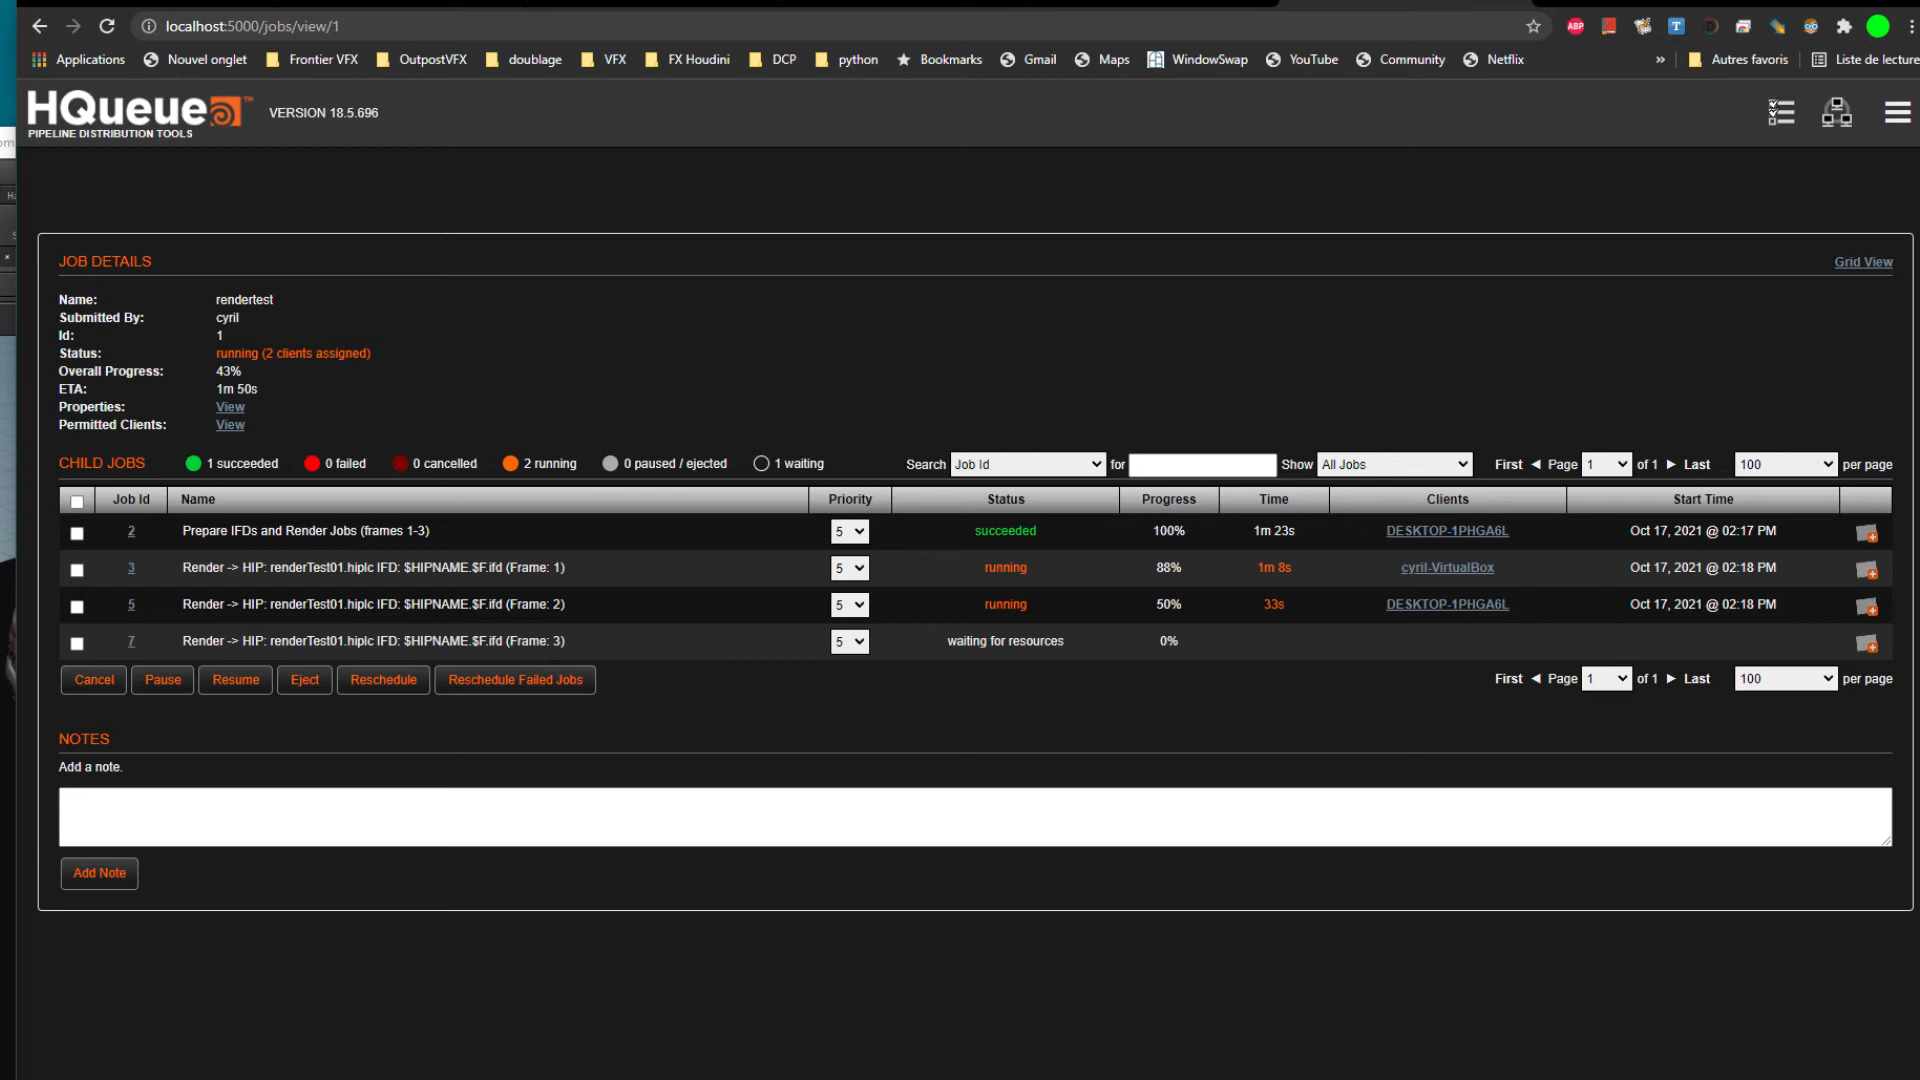 localhost:5000/jobs/view/1
ABP
T
Applications Nouvel onglet Frontier VFX OutpostVFX doublage VFX FX Houdini DCP python Bookmarks Gmail Maps WindowSwap YouTube Community Netflix » Autres favoris Liste de lecture
HQueue™ VERSION 18.5.696
PIPELINE DISTRIBUTION TOOLS
JOB DETAILS Grid View
Name: rendertest
Submitted By: cyril
Id: 1
Status: running (2 clients assigned)
Overall Progress: 43%
ETA: 1m 50s
Properties: View
Permitted Clients: View
CHILD JOBS 1 succeeded 0 failed 0 cancelled 2 running 0 paused / ejected 1 waiting Search Job Id for Show All Jobs First Page 1 of 1 Last 100 per page
Job Id Name Priority Status Progress Time Clients Start Time
2 Prepare IFDs and Render Jobs (frames 1-3) 5 succeeded 100% 1m 23s DESKTOP-1PHGA6L Oct 17, 2021 @ 02:17 PM
3 Render -> HIP: renderTest01.hiplc IFD: $HIPNAME.$F.ifd (Frame: 1) 5 running 88% 1m 8s cyril-VirtualBox Oct 17, 2021 @ 02:18 PM
5 Render -> HIP: renderTest01.hiplc IFD: $HIPNAME.$F.ifd (Frame: 2) 5 running 50% 33s DESKTOP-1PHGA6L Oct 17, 2021 @ 02:18 PM
7 Render -> HIP: renderTest01.hiplc IFD: $HIPNAME.$F.ifd (Frame: 3) 5 waiting for resources 0%
Cancel Pause Resume Eject Reschedule Reschedule Failed Jobs First Page 1 of 1 Last 100 per page
NOTES
Add a note.
Add Note